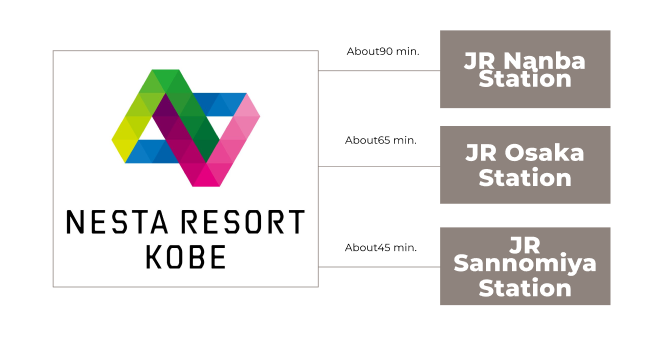 NESTA RESORT
KOBE
About90 min.
JR Nanba
Station
About65 min.
JR Osaka
Station
About45 min.
JR
Sannomiya
Station